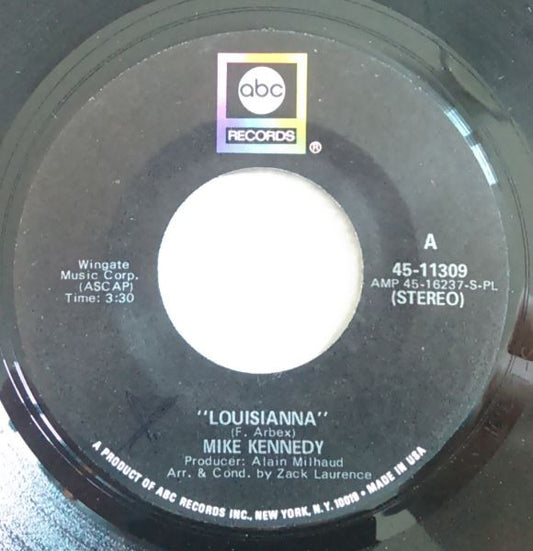 abc
RECORDS
®
A
45-11309
AMP 45-16237-S-PL
(STEREO)
Wingate
Music Corp.
(ASCAP)
Time: 3:30
"LOUISIANNA"
(F. Arbex)
MIKE KENNEDY
Producer: Alain Milhaud
Arr. & Cond. by Zack Laurence
A PRODUCT OF ABC RECORDS INC., NEW YORK, N.Y. 10019 • MADE IN USA